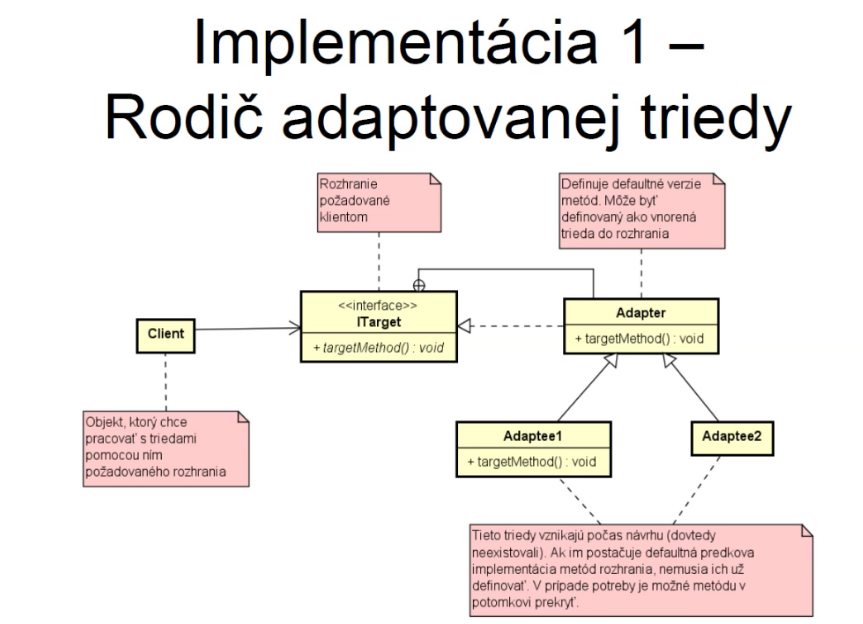 Implementácia 1 –
Rodič adaptovanej triedy
Rozhranie
požadované
klientom
Definuje defaultné verzie
metód. Môže byť
definovaný ako vnorená
trieda do rozhrania
<<interface>>
ITarget
+ targetMethod() : void
Adapter
+ targetMethod() : void
Client
Objekt, ktorý chce
pracovať s triedami
pomocou ním
požadovaného rozhrania
Adaptee1
+ targetMethod() : void
Adaptee2
Tieto triedy vznikajú počas návrhu (dovtedy
neexistovali). Ak im postačuje defaultná predkova
implementácia metód rozhrania, nemusia ich už
definovať. V prípade potreby je možné metódu v
potomkovi prekryť.